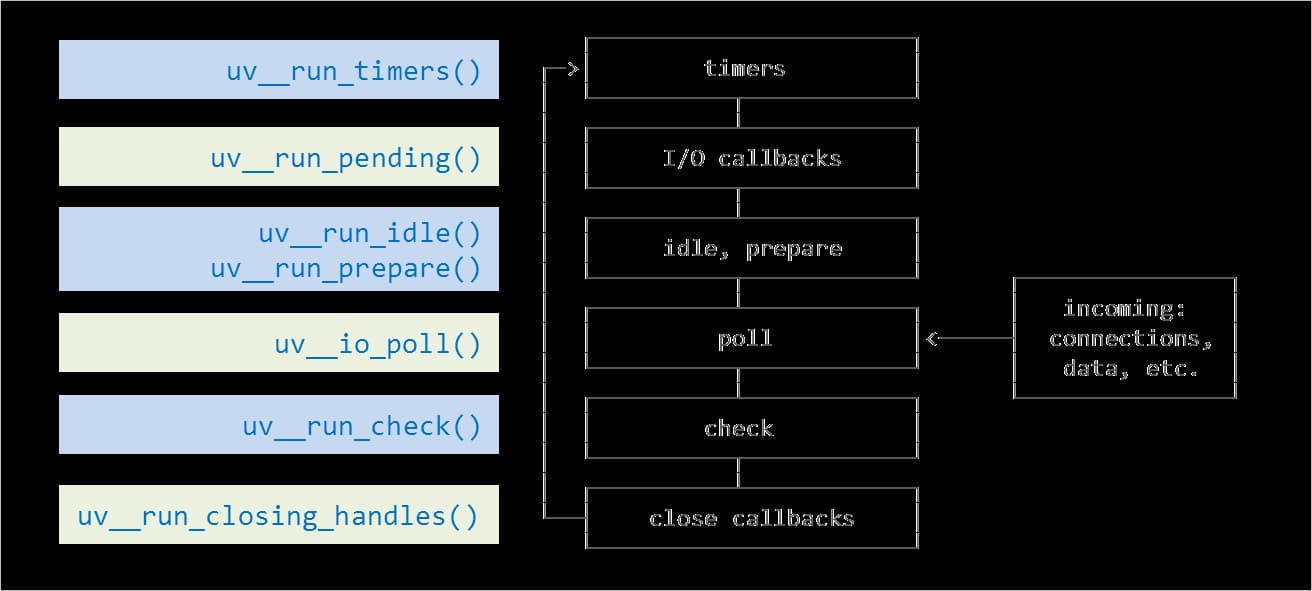 uv__run_timers()
timers
uv__run_pending()
I/O callbacks
uv__run_idle()
uv__run_prepare()
idle, prepare
uv__io_poll()
poll
incoming:
connections,
data, etc.
uv__run_check()
check
uv__run_closing_handles()
close callbacks